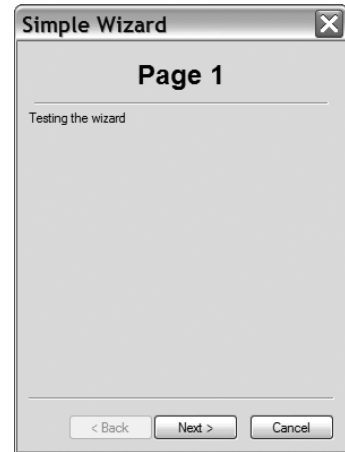 Simple Wizard
Page 1
Testing the wizard
< Back Next > Cancel